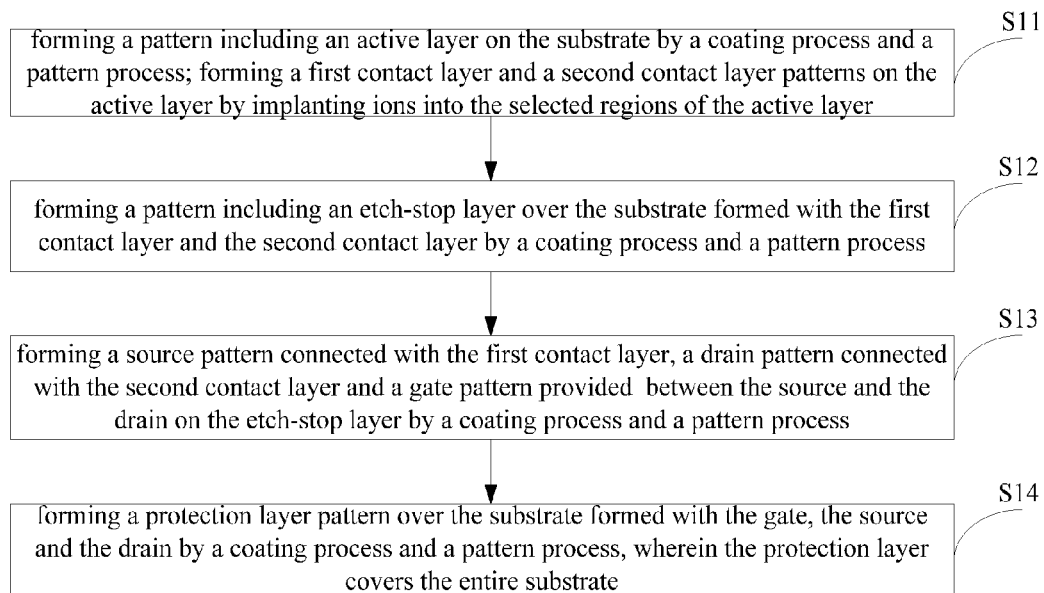 S11
forming a pattern including an active layer on the substrate by a coating process and a
pattern process; forming a first contact layer and a second contact layer patterns on the
active layer by implanting ions into the selected regions of the active layer
S12
forming a pattern including an etch-stop layer over the substrate formed with the first
contact layer and the second contact layer by a coating process and a pattern process
S13
forming a source pattern connected with the first contact layer, a drain pattern connected
with the second contact layer and a gate pattern provided between the source and the
drain on the etch-stop layer by a coating process and a pattern process
S14
forming a protection layer pattern over the substrate formed with the gate, the source
and the drain by a coating process and a pattern process, wherein the protection layer
covers the entire substrate